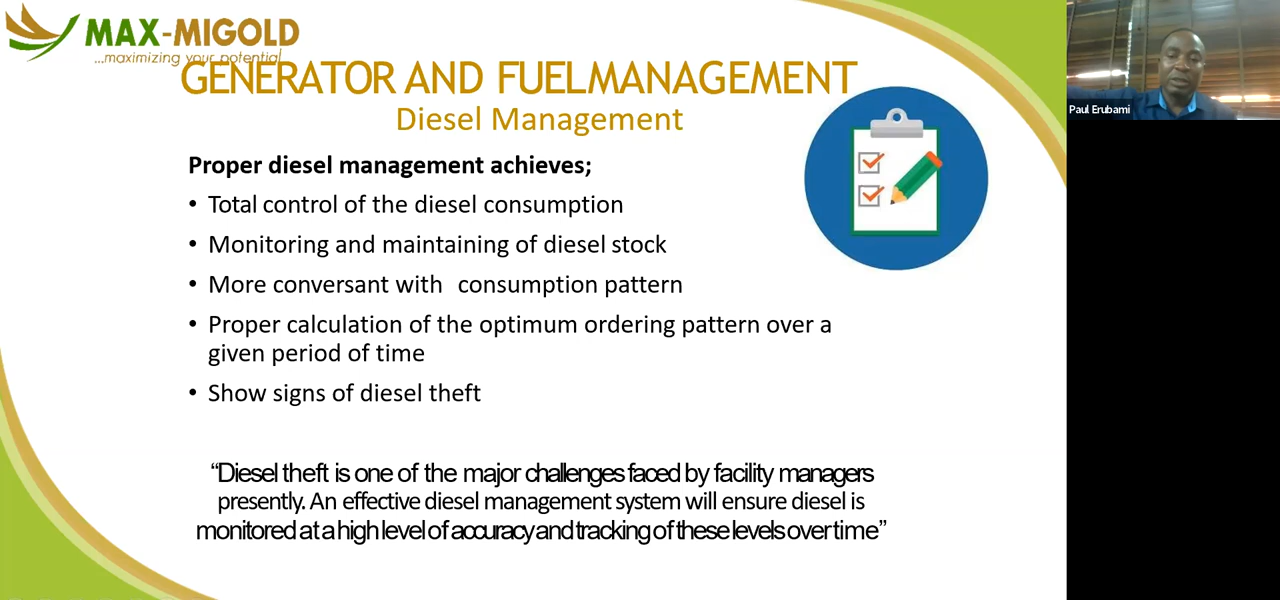 MAX-MIGOLD
...maximizing your potential
GENERATOR AND FUELMANAGEMENT
Diesel Management
Proper diesel management achieves;
• Total control of the diesel consumption
• Monitoring and maintaining of diesel stock
• More conversant with consumption pattern
• Proper calculation of the optimum ordering pattern over a
given period of time
• Show signs of diesel theft
“Diesel theft is one of the major challenges faced by facility managers
presently. An effective diesel management system will ensure diesel is
monitored at a high level of accuracy and tracking of these levels over time”
Paul Erubami